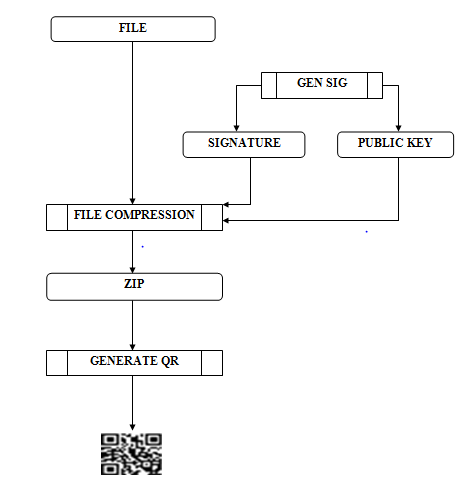 FILE
GEN SIG
SIGNATURE
PUBLIC KEY
FILE COMPRESSION
ZIP
GENERATE QR